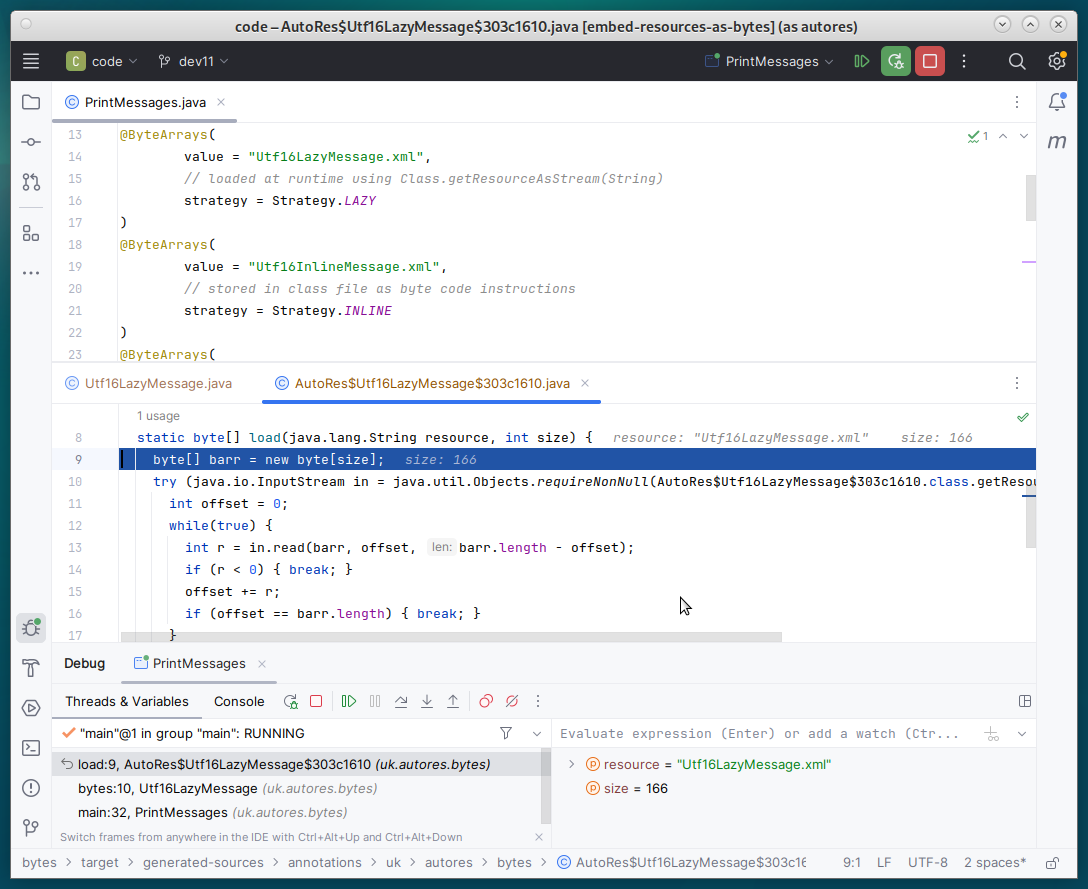 code – AutoRes$Utf16LazyMessage$303c1610.java [embed-resources-as-bytes] (as autores)
C code dev11 PrintMessages
PrintMessages.java
13 @ByteArrays(
14 value = "Utf16LazyMessage.xml",
15 // loaded at runtime using Class.getResourceAsStream(String)
16 strategy = Strategy.LAZY
17 )
18 @ByteArrays(
19 value = "Utf16InlineMessage.xml",
20 // stored in class file as byte code instructions
21 strategy = Strategy.INLINE
22 )
23 @ByteArrays(
1
m
Utf16LazyMessage.java AutoRes$Utf16LazyMessage$303c1610.java
1 usage
8 static byte[] load(java.lang.String resource, int size) { resource: "Utf16LazyMessage.xml" size: 166
9 byte[] barr = new byte[size]; size: 166
10 try (java.io.InputStream in = java.util.Objects.requireNonNull(AutoRes$Utf16LazyMessage$303c1610.class.getResou
11 int offset = 0;
12 while(true) {
13 int r = in.read(barr, offset, len: barr.length - offset);
14 if (r < 0) { break; }
15 offset += r;
16 if (offset == barr.length) { break; }
17 }
Debug PrintMessages
Threads & Variables Console
"main"@1 in group "main": RUNNING
Evaluate expression (Enter) or add a watch (Ctr...
load:9, AutoRes$Utf16LazyMessage$303c1610 (uk.autores.bytes)
bytes:10, Utf16LazyMessage (uk.autores.bytes)
main:32, PrintMessages (uk.autores.bytes)
Switch frames from anywhere in the IDE with Ctrl+Alt+Up and Ctrl+Alt+Down
resource = "Utf16LazyMessage.xml"
size = 166
bytes > target > generated-sources > annotations > uk > autores > bytes > AutoRes$Utf16LazyMessage$303c16 9:1 LF UTF-8 2 spaces*